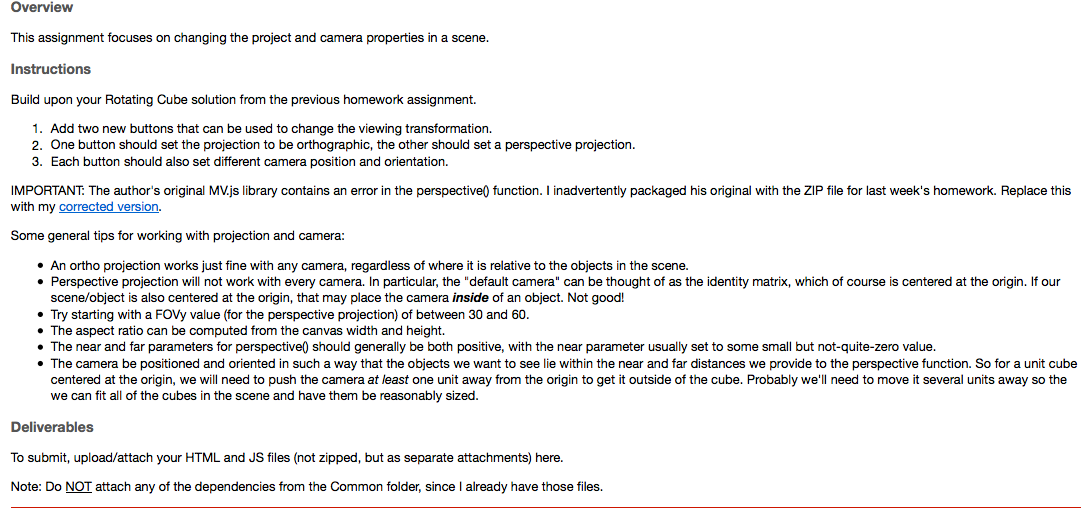 Overview
This assignment focuses on changing the project and camera properties in a scene.
Instructions
Build upon your Rotating Cube solution from the previous homework assignment.
1. Add two new buttons that can be used to change the viewing transformation.
2. One button should set the projection to be orthographic, the other should set a perspective projection.
3. Each button should also set different camera position and orientation.
IMPORTANT: The author's original MV.js library contains an error in the perspective() function. I inadvertently packaged his original with the ZIP file for last week's homework. Replace this
with my corrected version.
Some general tips for working with projection and camera:
• An ortho projection works just fine with any camera, regardless of where it is relative to the objects in the scene.
• Perspective projection will not work with every camera. In particular, the "default camera" can be thought of as the identity matrix, which of course is centered at the origin. If our
scene/object is also centered at the origin, that may place the camera inside of an object. Not good!
• Try starting with a FOVy value (for the perspective projection) of between 30 and 60.
• The aspect ratio can be computed from the canvas width and height.
• The near and far parameters for perspective() should generally be both positive, with the near parameter usually set to some small but not-quite-zero value.
• The camera be positioned and oriented in such a way that the objects we want to see lie within the near and far distances we provide to the perspective function. So for a unit cube
centered at the origin, we will need to push the camera at least one unit away from the origin to get it outside of the cube. Probably we'll need to move it several units away so the
we can fit all of the cubes in the scene and have them be reasonably sized.
Deliverables
To submit, upload/attach your HTML and JS files (not zipped, but as separate attachments) here.
Note: Do NOT attach any of the dependencies from the Common folder, since I already have those files.